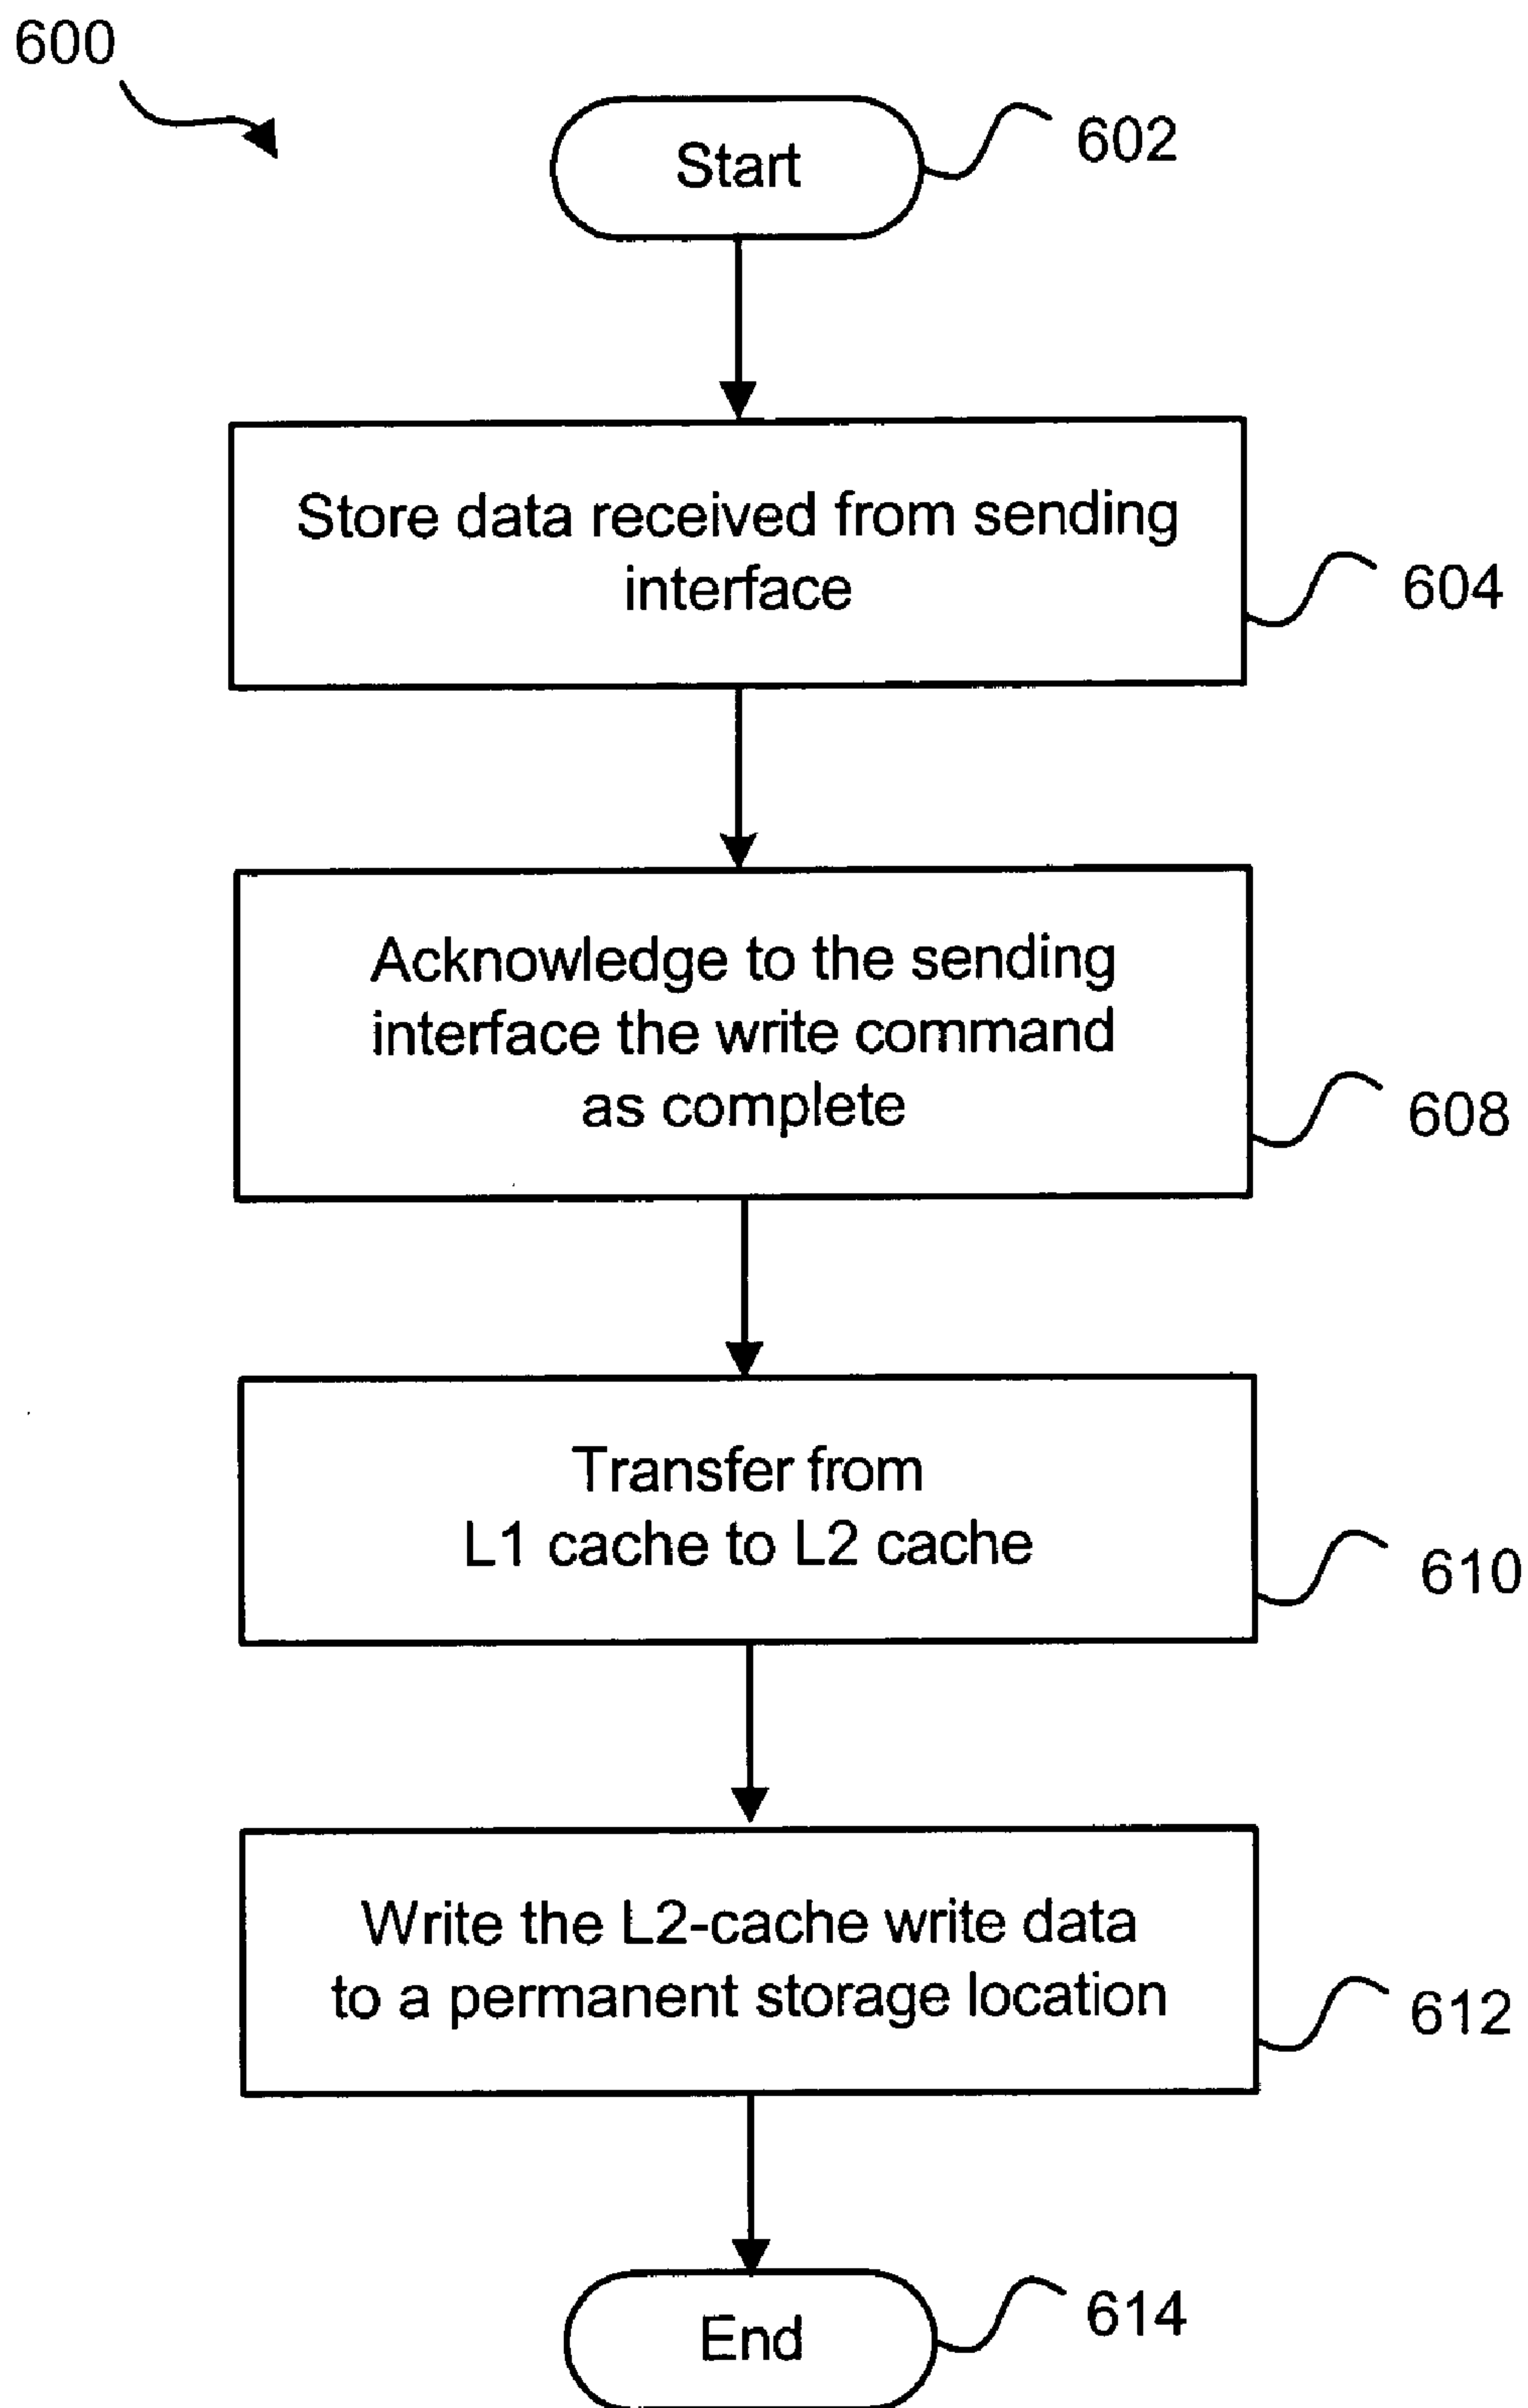 600
Start
602
Store data received from sending
interface
604
Acknowledge to the sending
interface the write command
as complete
608
Transfer from
L1 cache to L2 cache
610
Write the L2-cache write data
to a permanent storage location
612
End
614